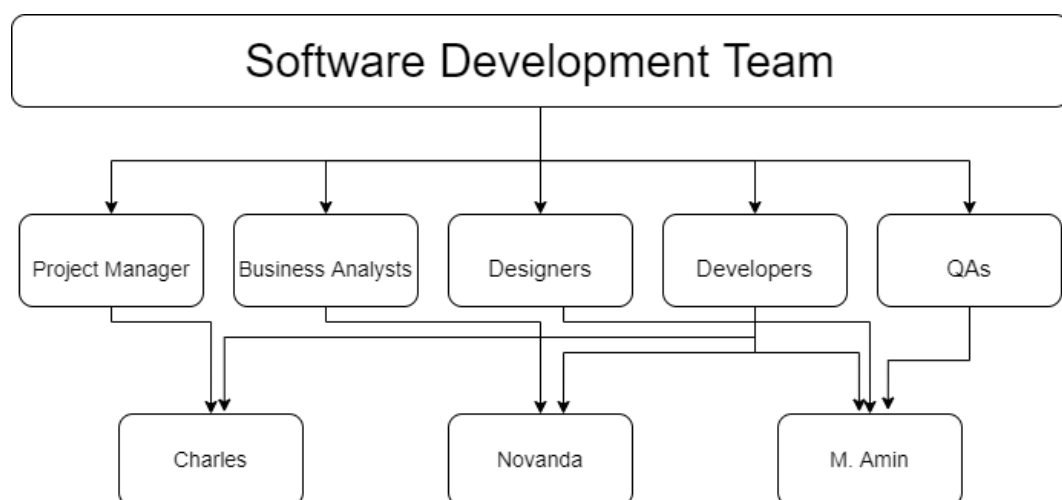 Software Development Team
Project Manager
Business Analysts
Designers
Developers
QAs
Charles
Novanda
M. Amin